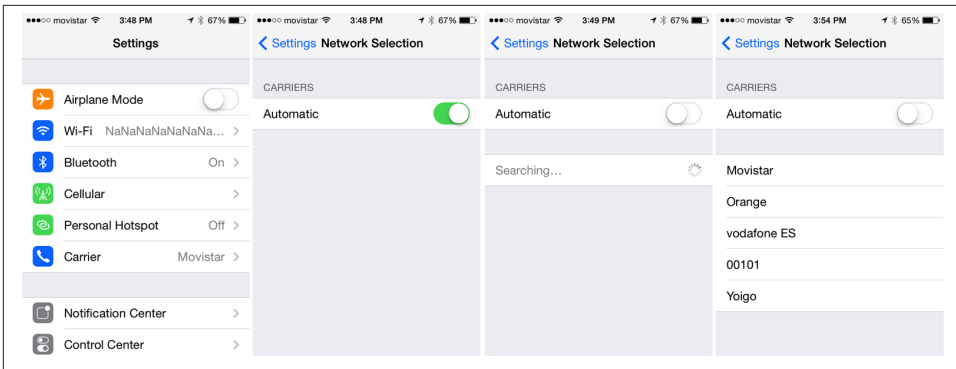 movistar 3:48 PM 67%
Settings
Airplane Mode
Wi-Fi NaNaNaNaNaNa...
Bluetooth On
Cellular
Personal Hotspot Off
Carrier Movistar
Notification Center
Control Center
movistar 3:48 PM 67%
Settings Network Selection
CARRIERS
Automatic
movistar 3:49 PM 67%
Settings Network Selection
CARRIERS
Automatic
Searching...
movistar 3:54 PM 65%
Settings Network Selection
CARRIERS
Automatic
Movistar
Orange
vodafone ES
00101
Yoigo